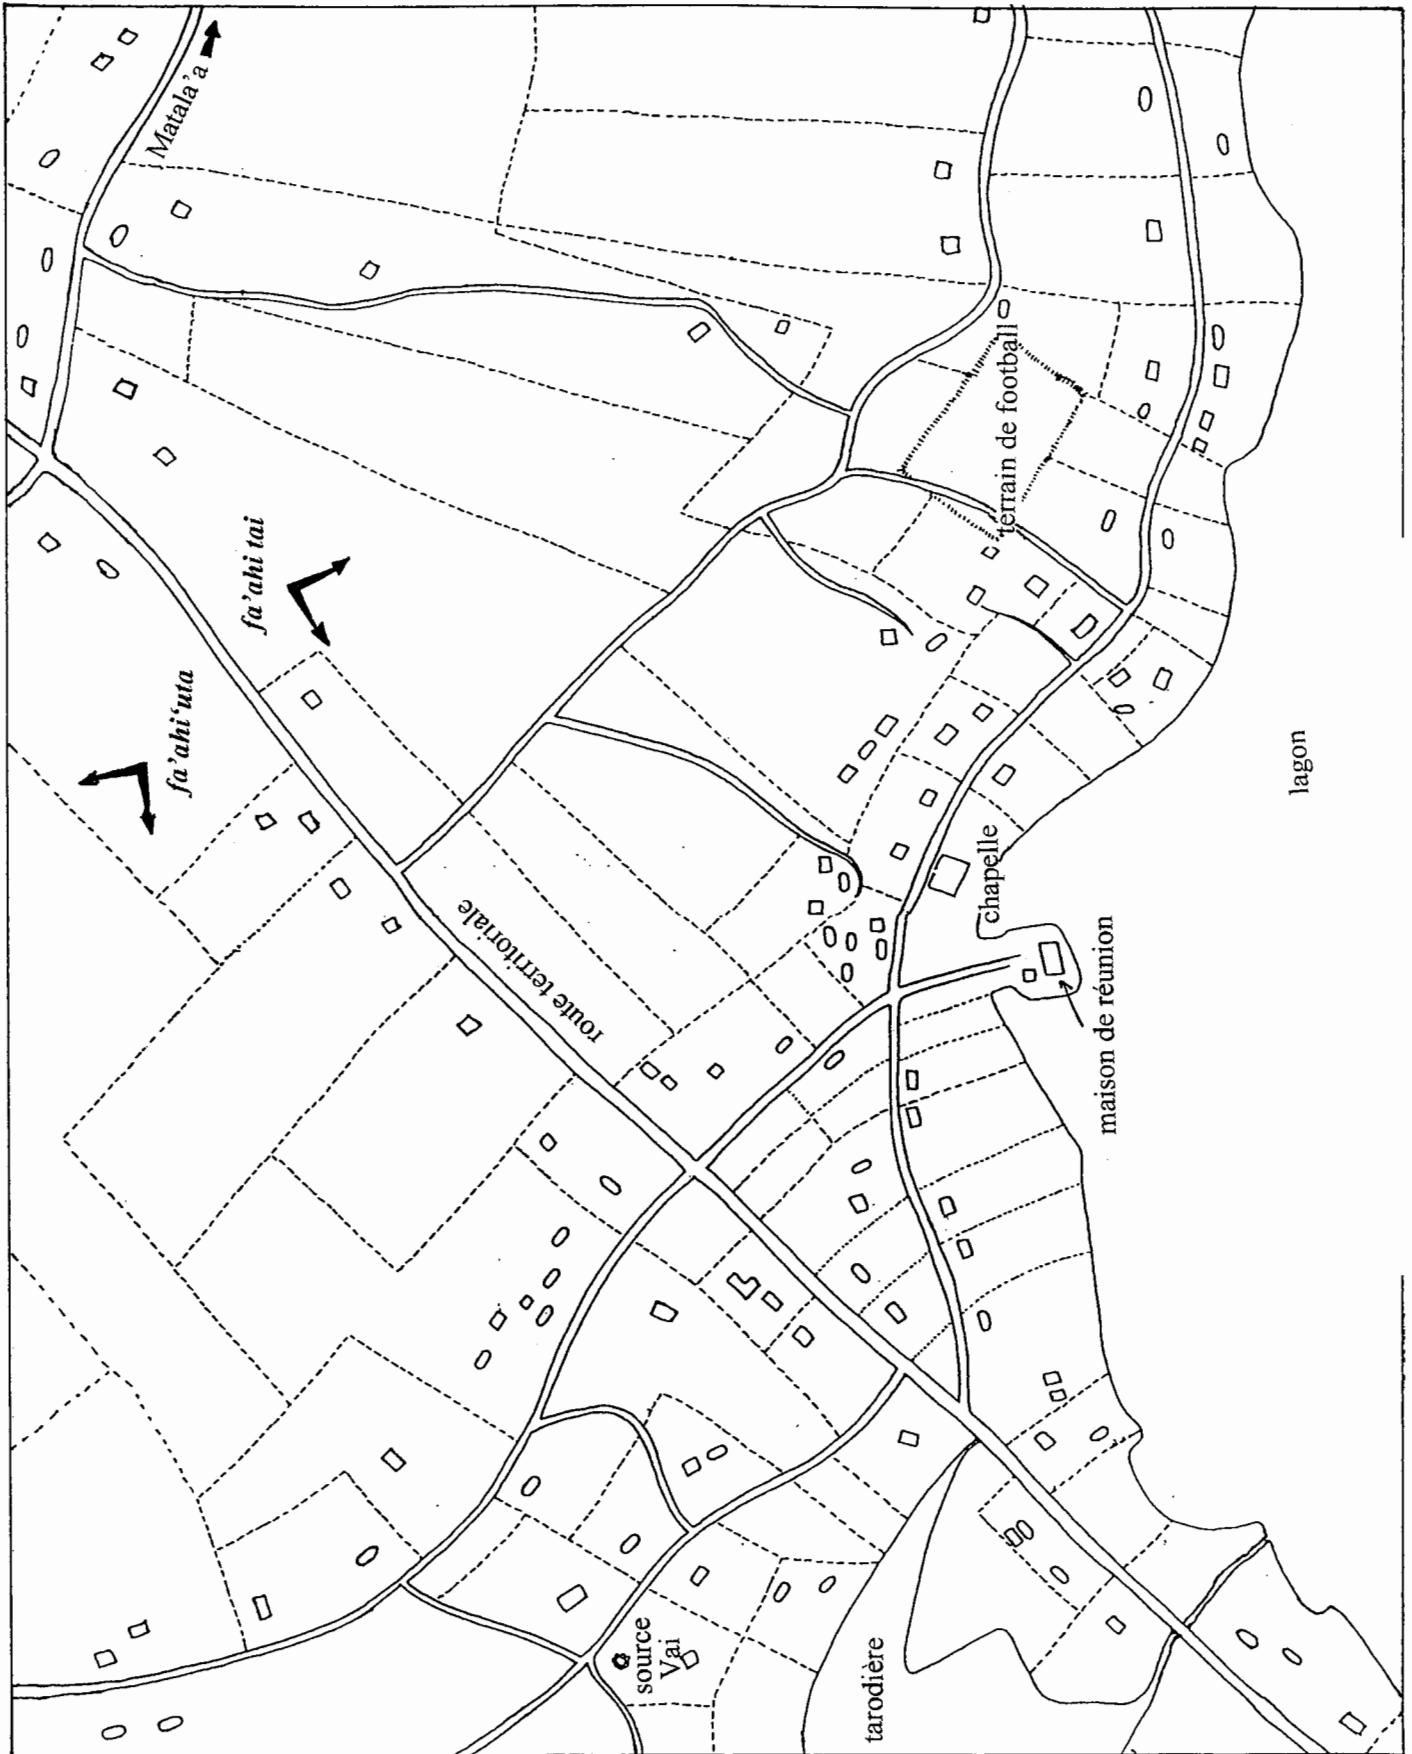 Matala'a
fa'ahi tai
fa'ahi‘uta
terrain de football
route territoriale
lagon
chapelle
maison de réunion
source
Vai
tarodière